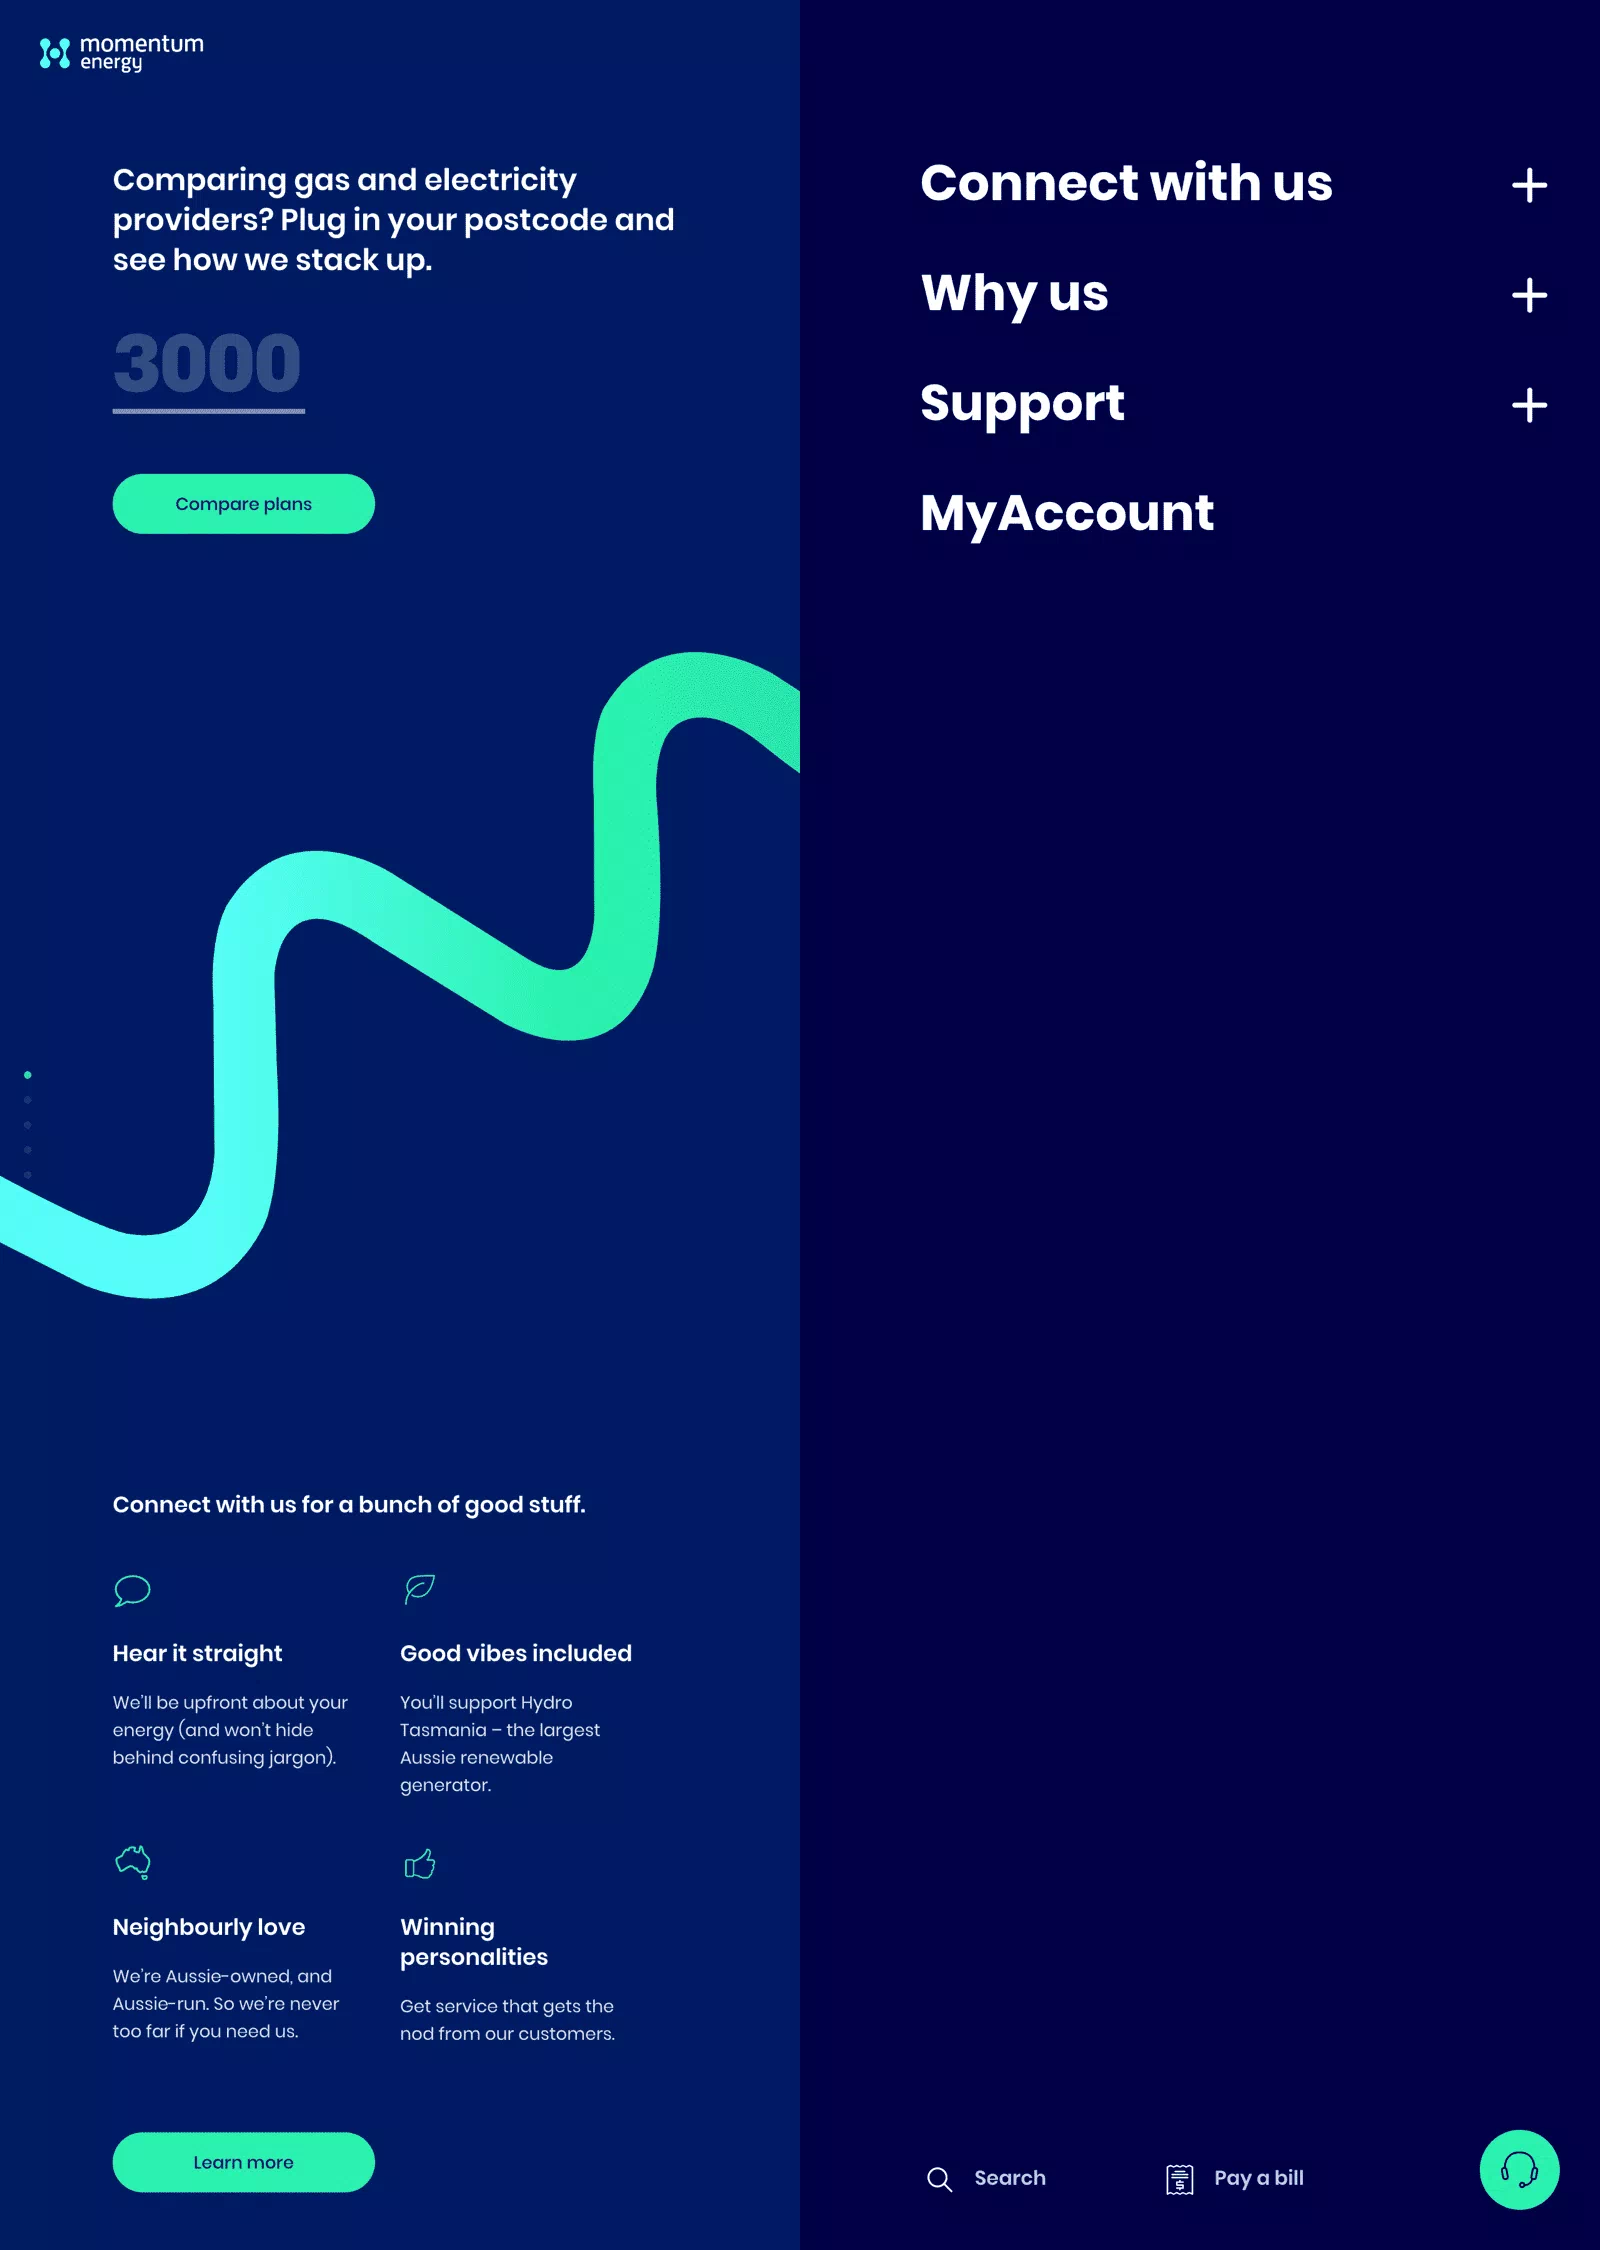 momentum
energy
Comparing gas and electricity
providers? Plug in your postcode and
see how we stack up.
3000
Compare plans
Connect with us for a bunch of good stuff.
Hear it straight
We'll be upfront about your
energy (and won't hide
behind confusing jargon).
Good vibes included
You'll support Hydro
Tasmania – the largest
Aussie renewable
generator.
Neighbourly love
We're Aussie-owned, and
Aussie-run. So we're never
too far if you need us.
Winning
personalities
Get service that gets the
nod from our customers.
Learn more
Connect with us
Why us
Support
MyAccount
Search
Pay a bill